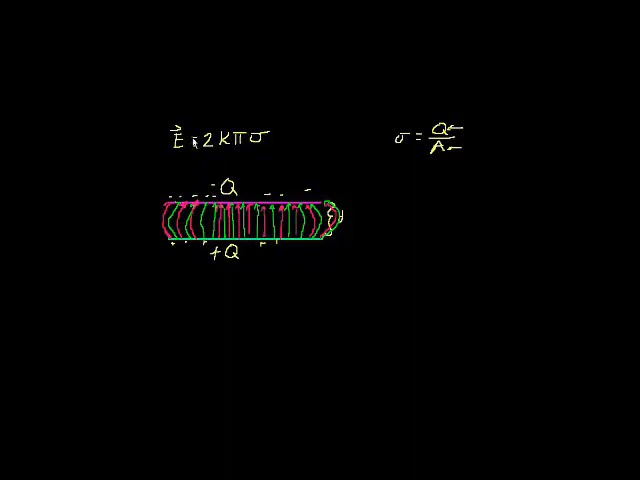 E = 2Kπσ
σ = Q/A
-Q
d
+Q